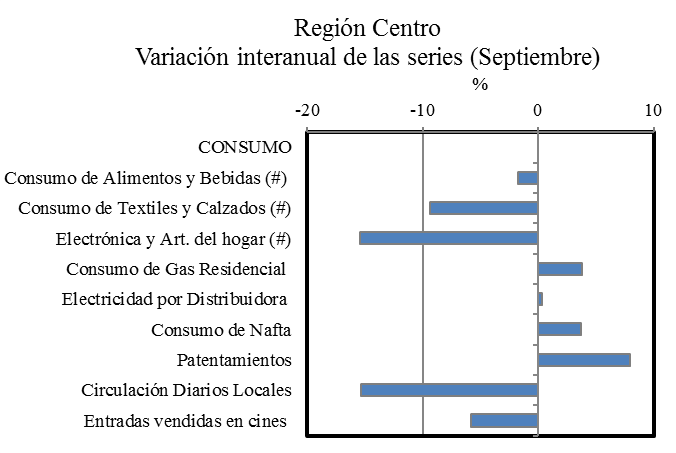 Región Centro
Variación interanual de las series (Septiembre)
%
-20 -10 0 10
CONSUMO
Consumo de Alimentos y Bebidas (#)
Consumo de Textiles y Calzados (#)
Electrónica y Art. del hogar (#)
Consumo de Gas Residencial
Electricidad por Distribuidora
Consumo de Nafta
Patentamientos
Circulación Diarios Locales
Entradas vendidas en cines